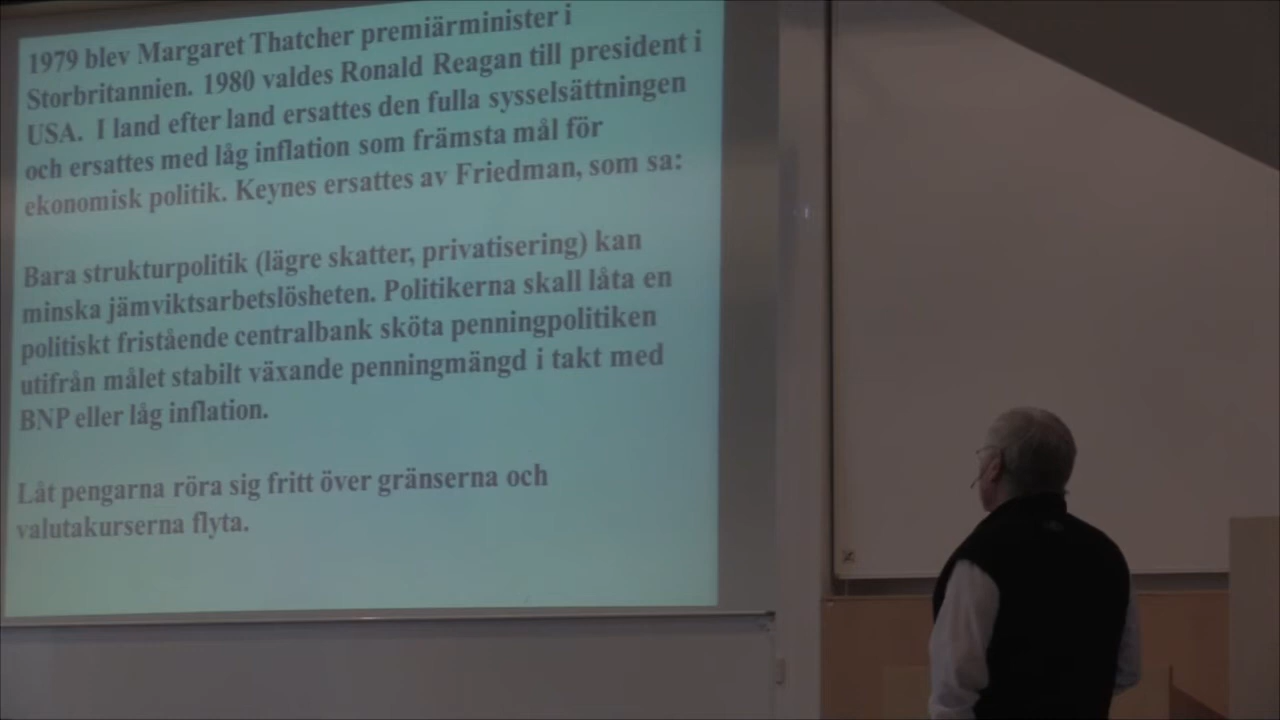 1979 blev Margaret Thatcher premiärminister i
Storbritannien. 1980 valdes Ronald Reagan till president i
USA. I land efter land ersattes den fulla sysselsättningen
och ersattes med låg inflation som främsta mål för
ekonomisk politik. Keynes ersattes av Friedman, som sa:
Bara strukturpolitik (lägre skatter, privatisering) kan
minska jämviktsarbetslösheten. Politikerna skall låta en
politiskt fristående centralbank sköta penningpolitiken
utifrån målet stabilt växande penningmängd i takt med
BNP eller låg inflation.
Låt pengarna röra sig fritt över gränserna och
valutakurserna flyta.